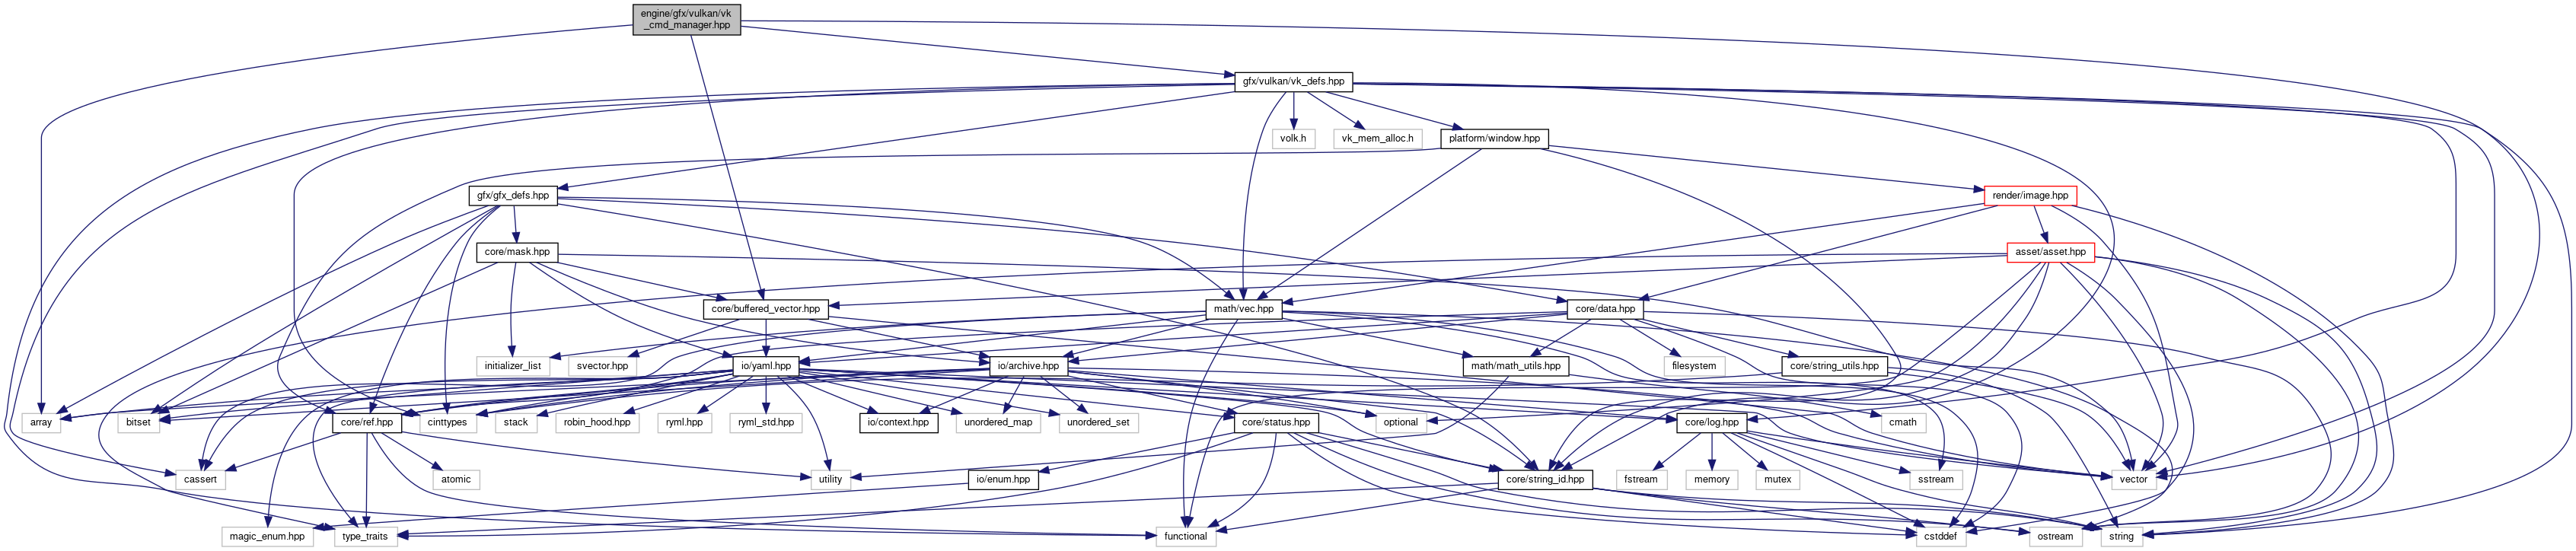 engine/gfx/vulkan/vk
_cmd_manager.hpp
gfx/vulkan/vk_defs.hpp
volk.h
vk_mem_alloc.h
platform/window.hpp
gfx/gfx_defs.hpp
render/image.hpp
core/mask.hpp
asset/asset.hpp
core/buffered_vector.hpp
math/vec.hpp
core/data.hpp
initializer_list
svector.hpp
io/yaml.hpp
io/archive.hpp
math/math_utils.hpp
filesystem
core/string_utils.hpp
array
bitset
core/ref.hpp
cinttypes
stack
robin_hood.hpp
ryml.hpp
ryml_std.hpp
io/context.hpp
unordered_map
unordered_set
core/status.hpp
optional
core/log.hpp
cmath
cassert
atomic
utility
io/enum.hpp
core/string_id.hpp
fstream
memory
mutex
sstream
vector
magic_enum.hpp
type_traits
functional
cstddef
ostream
string